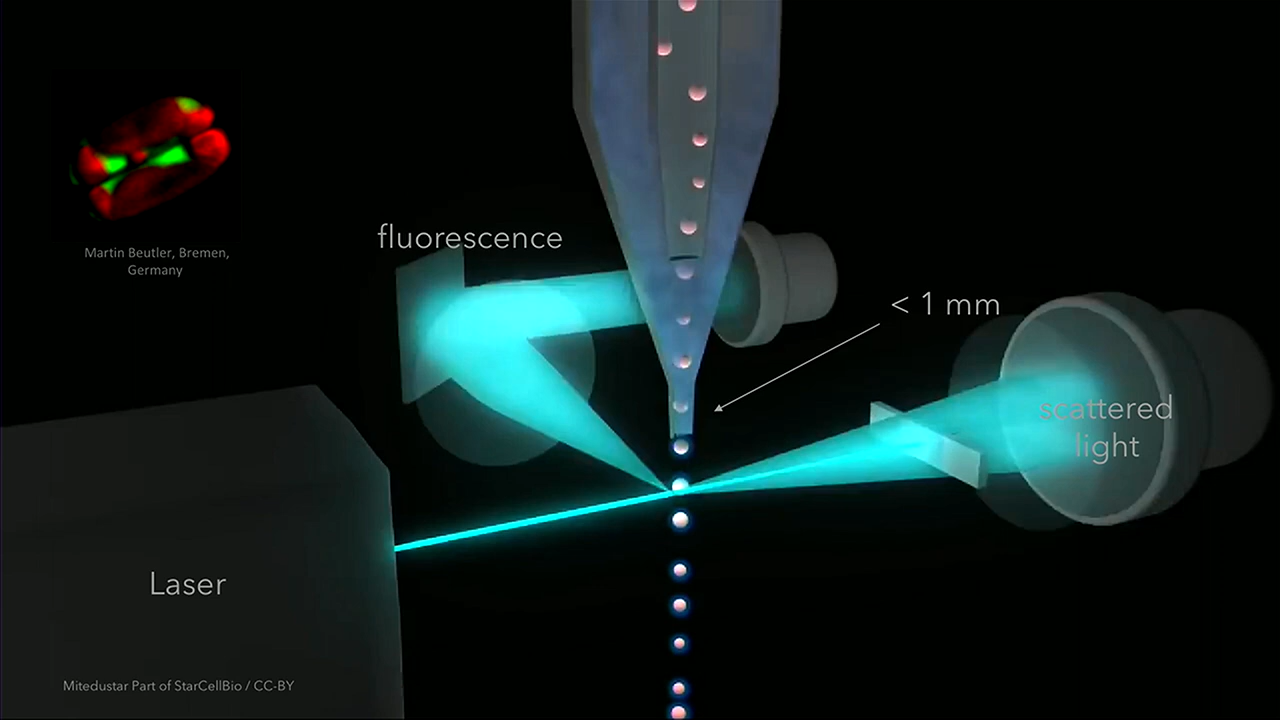 Martin Beutler, Bremen,
Germany
fluorescence
< 1 mm
scattered
light
Laser
Mitedustar Part of StarCellBio / CC-BY